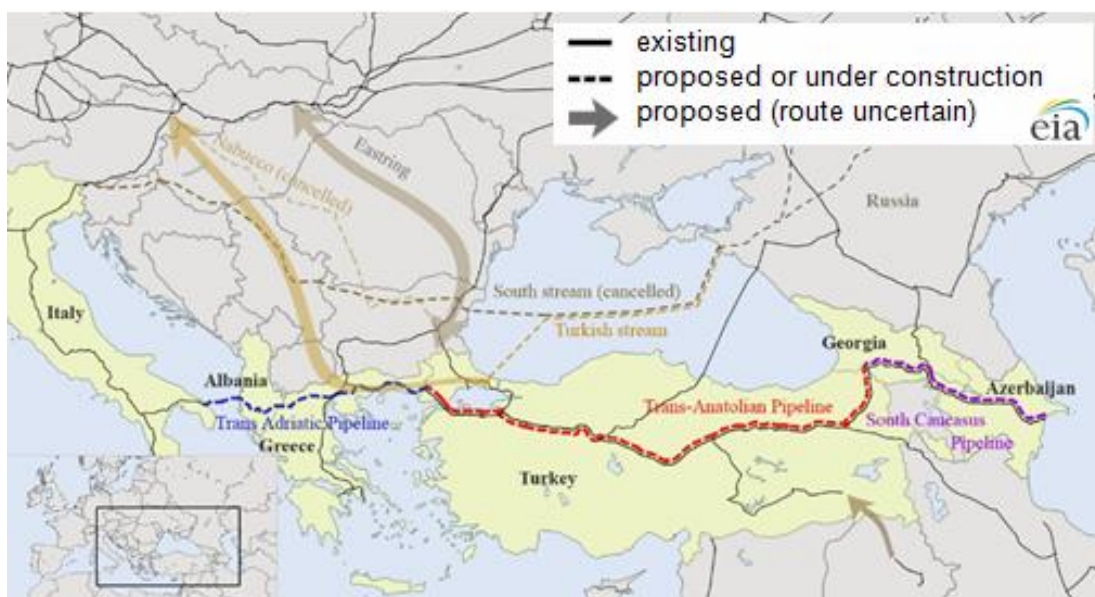 existing
proposed or under construction
proposed (route uncertain)
eia
Nabucco (cancelled)
Eastring
Russia
South stream (cancelled)
Turkish stream
Italy
Georgia
Albania
Azerbaijan
Trans-Anatolian Pipeline
Trans Adriatic Pipeline
South Caucasus
Pipeline
Greece
Turkey